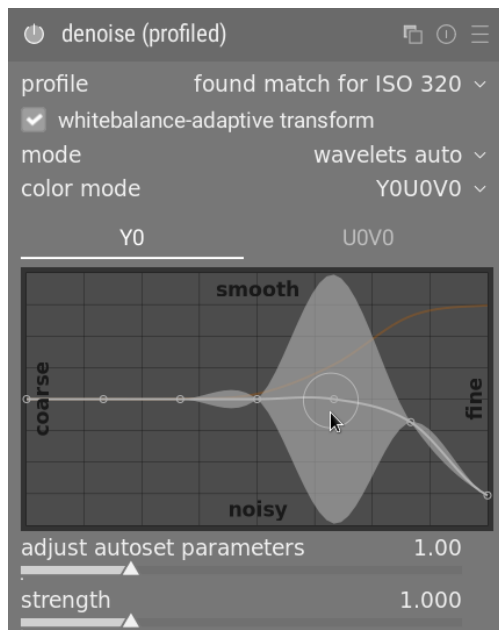 denoise (profiled)
profile found match for ISO 320
whitebalance-adaptive transform
mode wavelets auto
color mode Y0U0V0
Y0 U0V0
smooth
coarse
fine
noisy
adjust autoset parameters 1.00
strength 1.000